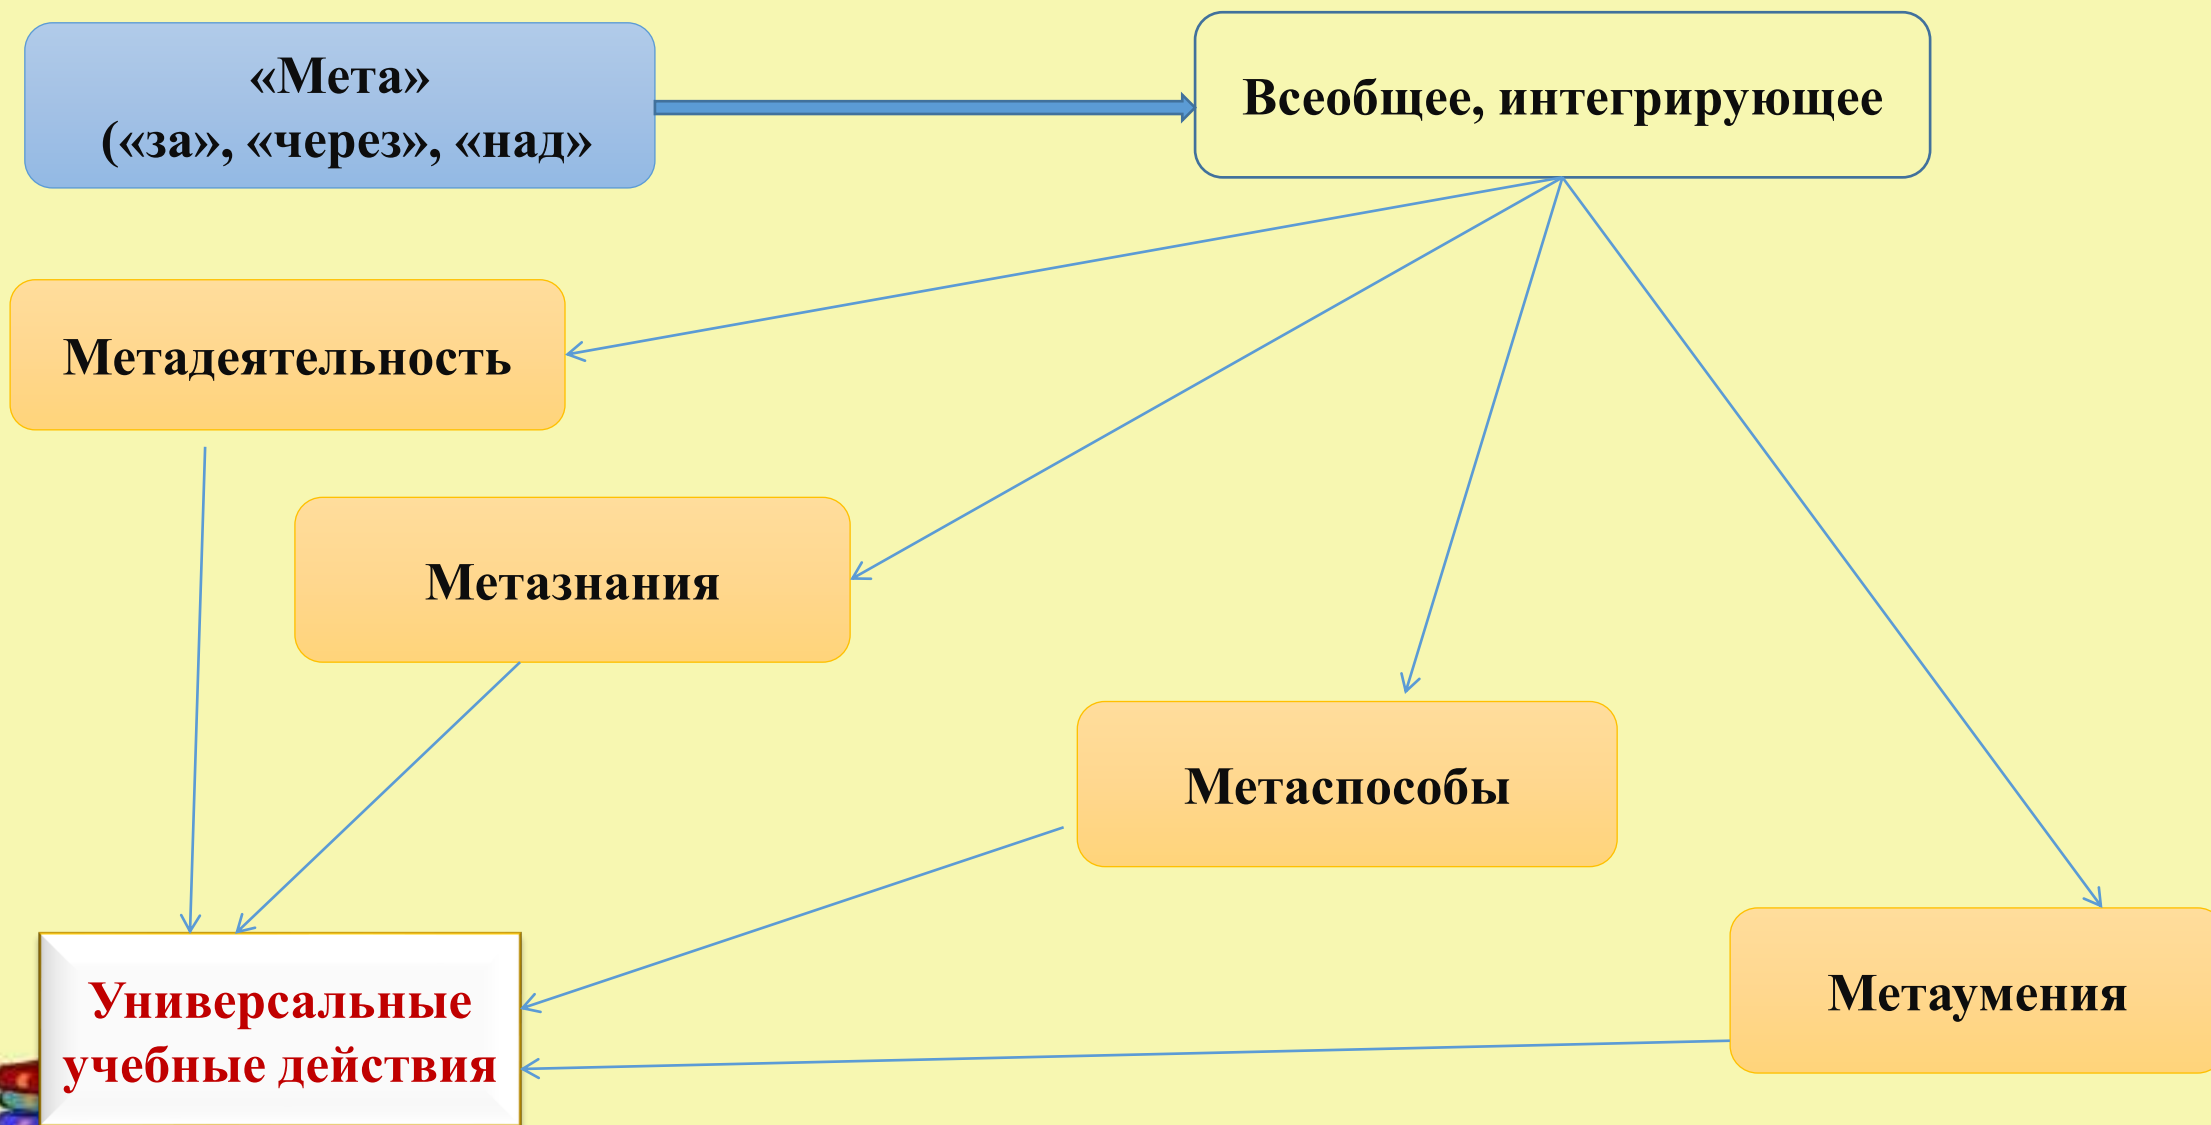 «Мета»
(«за», «через», «над»
Всеобщее, интегрирующее
Метадеятельность
Метазнания
Метаспособы
Метаумения
Универсальные
учебные действия